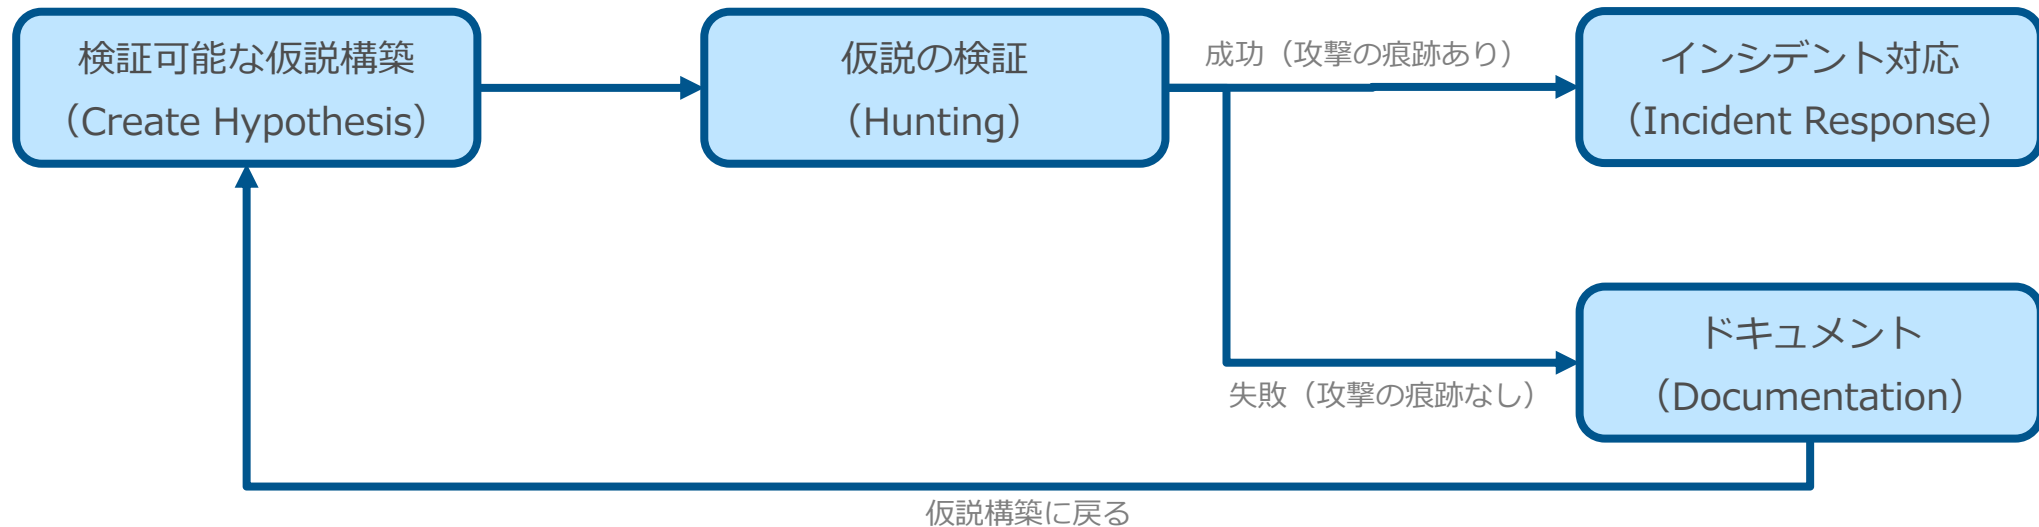 検証可能な仮説構築
（Create Hypothesis）
仮説の検証
（Hunting）
成功（攻撃の痕跡あり）
インシデント対応
（Incident Response）
失敗（攻撃の痕跡なし）
ドキュメント
（Documentation）
仮説構築に戻る